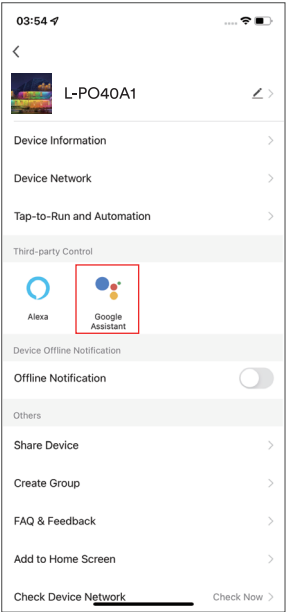 03:54
L-PO40A1
Device Information
Device Network
Tap-to-Run and Automation
Third-party Control
Alexa
Google
Assistant
Device Offline Notification
Offline Notification
Others
Share Device
Create Group
FAQ & Feedback
Add to Home Screen
Check Device Network Check Now